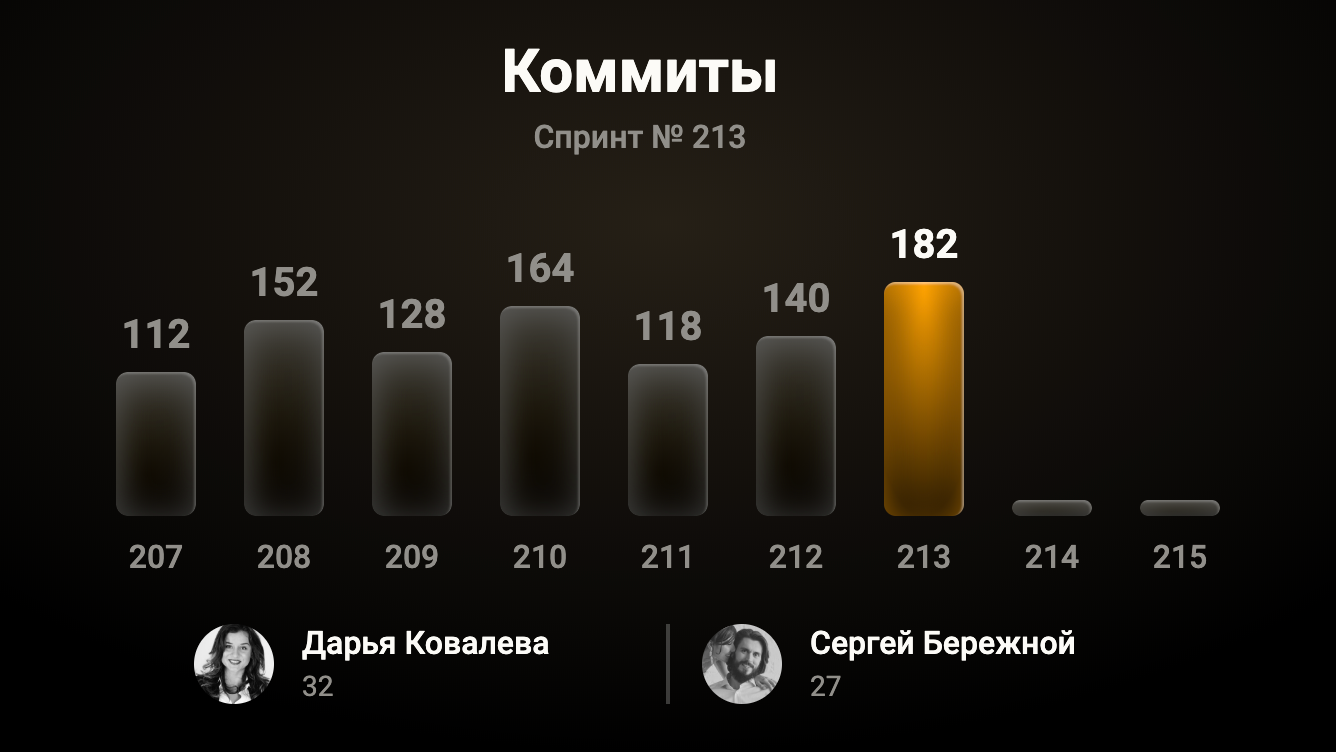 Коммиты
Спринт № 213
112 152 128 164 118 140 182
207 208 209 210 211 212 213 214 215
Дарья Ковалева
32
Сергей Бережной
27